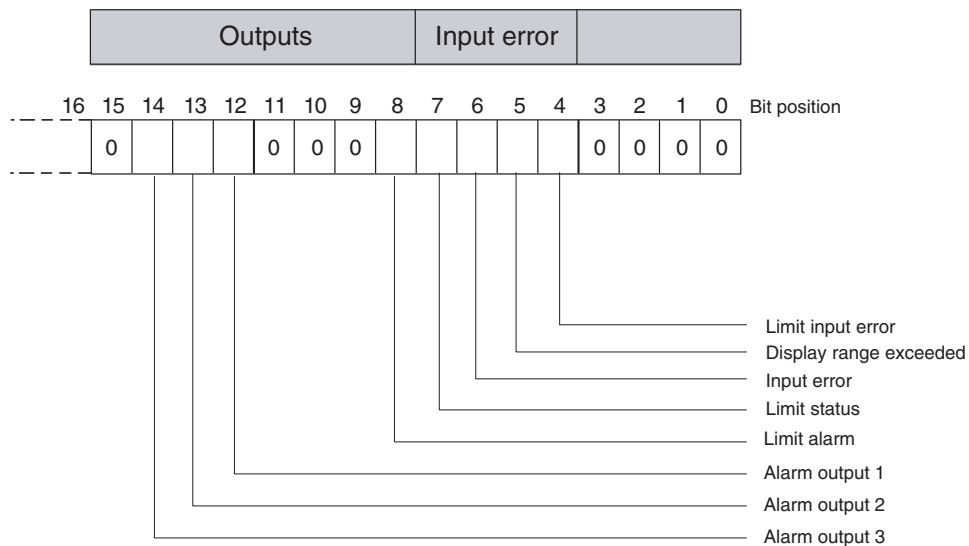 Outputs Input error
16 15 14 13 12 11 10 9 8 7 6 5 4 3 2 1 0 Bit position
0 0 0 0 0 0 0 0
Limit input error
Display range exceeded
Input error
Limit status
Limit alarm
Alarm output 1
Alarm output 2
Alarm output 3